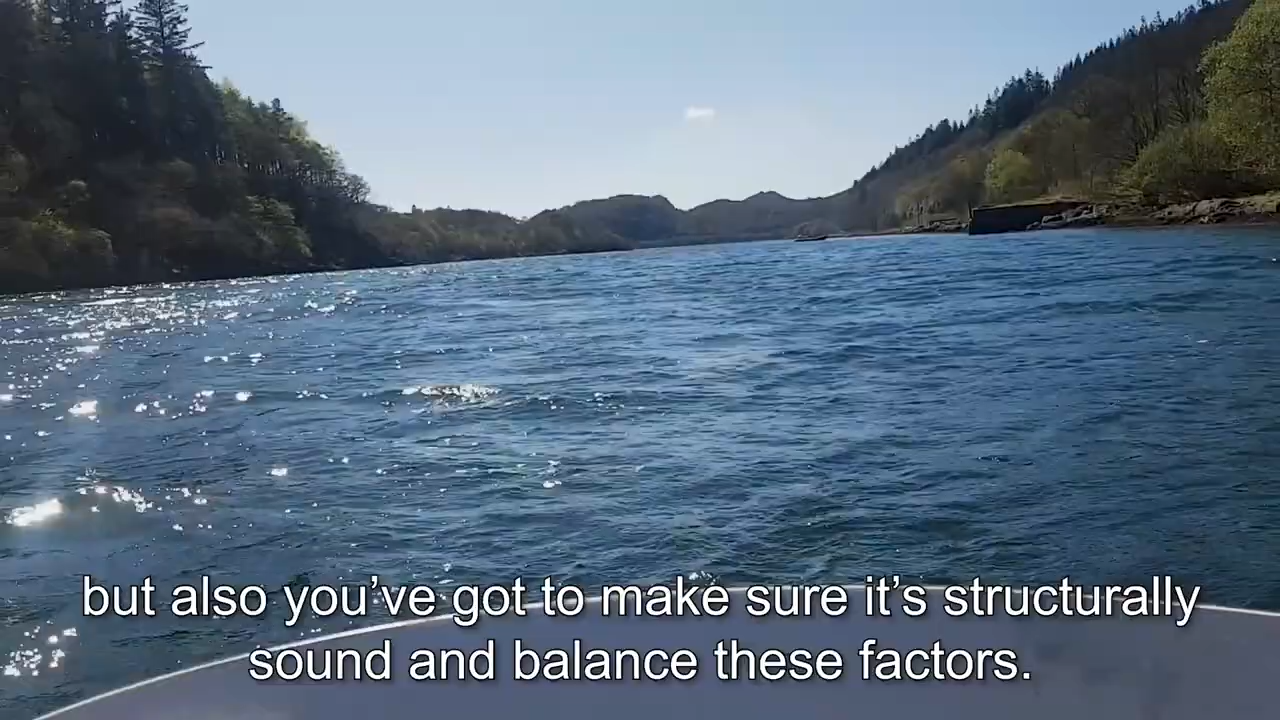 but also you’ve got to make sure it’s structurally
sound and balance these factors.